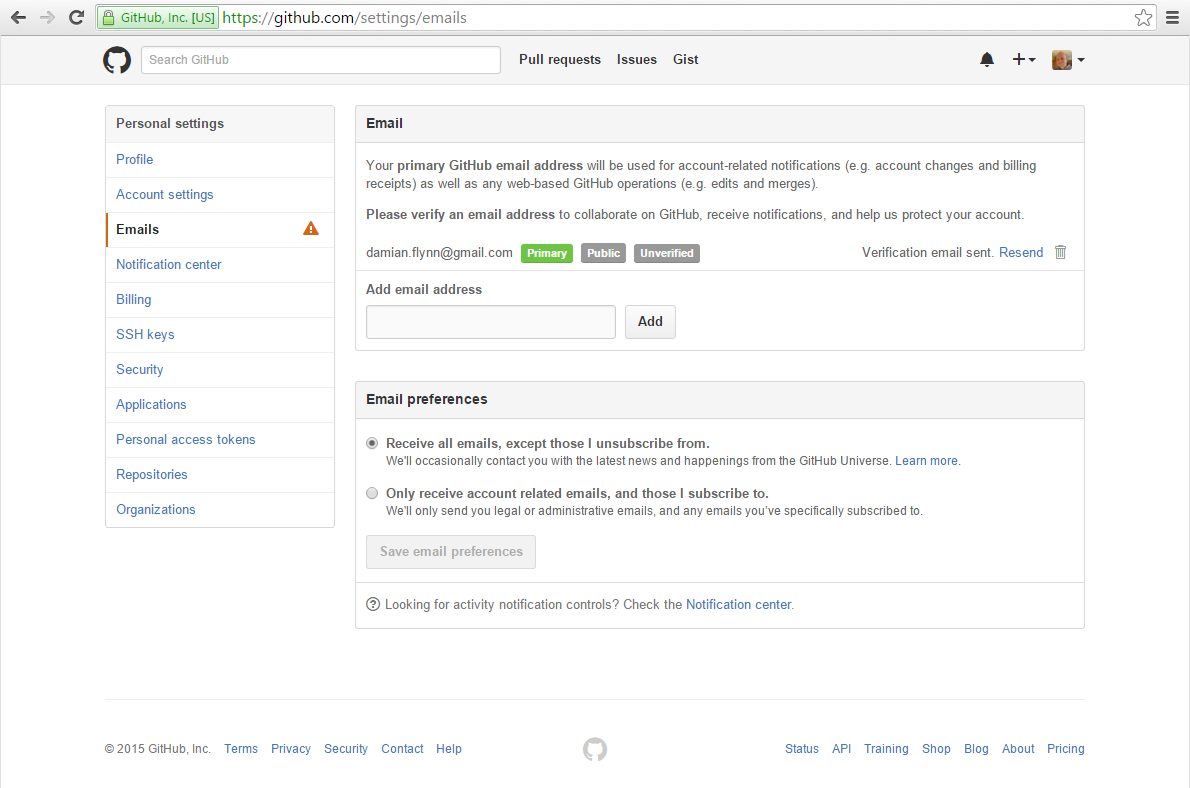 GitHub, Inc. [US] https://github.com/settings/emails
Search GitHub
Pull requests Issues Gist
Personal settings
Profile
Account settings
Emails
Notification center
Billing
SSH keys
Security
Applications
Personal access tokens
Repositories
Organizations
Email
Your primary GitHub email address will be used for account-related notifications (e.g. account changes and billing
receipts) as well as any web-based GitHub operations (e.g. edits and merges).
Please verify an email address to collaborate on GitHub, receive notifications, and help us protect your account.
damian.flynn@gmail.com Primary Public Unverified Verification email sent. Resend
Add email address
Add
Email preferences
Receive all emails, except those I unsubscribe from.
We'll occasionally contact you with the latest news and happenings from the GitHub Universe. Learn more.
Only receive account related emails, and those I subscribe to.
We'll only send you legal or administrative emails, and any emails you've specifically subscribed to.
Save email preferences
Looking for activity notification controls? Check the Notification center.
© 2015 GitHub, Inc. Terms Privacy Security Contact Help
Status API Training Shop Blog About Pricing